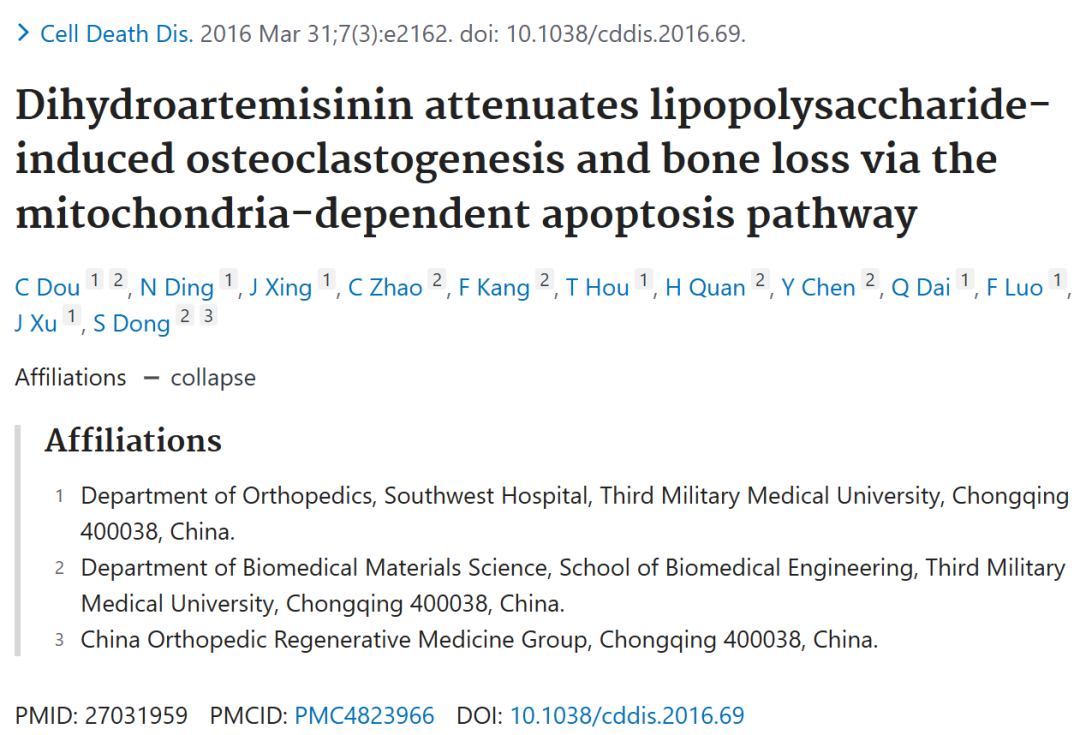 > Cell Death Dis. 2016 Mar 31;7(3):e2162. doi: 10.1038/cddis.2016.69.
Dihydroartemisinin attenuates lipopolysaccharide-
induced osteoclastogenesis and bone loss via the
mitochondria-dependent apoptosis pathway
C Dou 1 2, N Ding 1, J Xing 1, C Zhao 2, F Kang 2, T Hou 1, H Quan 2, Y Chen 2, Q Dai 1, F Luo 1,
J Xu 1, S Dong 2 3
Affiliations — collapse
Affiliations
1 Department of Orthopedics, Southwest Hospital, Third Military Medical University, Chongqing
400038, China.
2 Department of Biomedical Materials Science, School of Biomedical Engineering, Third Military
Medical University, Chongqing 400038, China.
3 China Orthopedic Regenerative Medicine Group, Chongqing 400038, China.
PMID: 27031959 PMCID: PMC4823966 DOI: 10.1038/cddis.2016.69